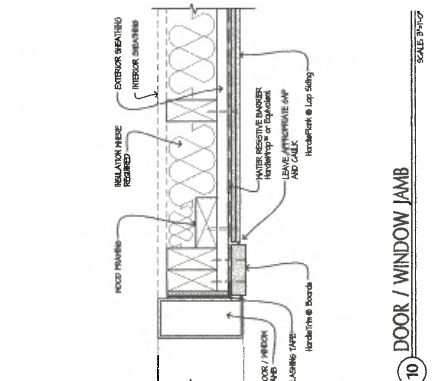 EXTERIOR SHEATHING
INTERIOR SHEATHING
INSULATION WHERE
REQUIRED
WOOD FRAMING
WATER RESISTIVE BARRIER
HardieWrap™ or Equivalent
LEAVE APPROPRIATE GAP
AND CAULK
HardiePlank® Lap Siding
HardieTrim® Boards
FLASHING TAPE
DOOR / WINDOW
JAMB
10 DOOR / WINDOW JAMB
SCALE: 3"=1'-0"